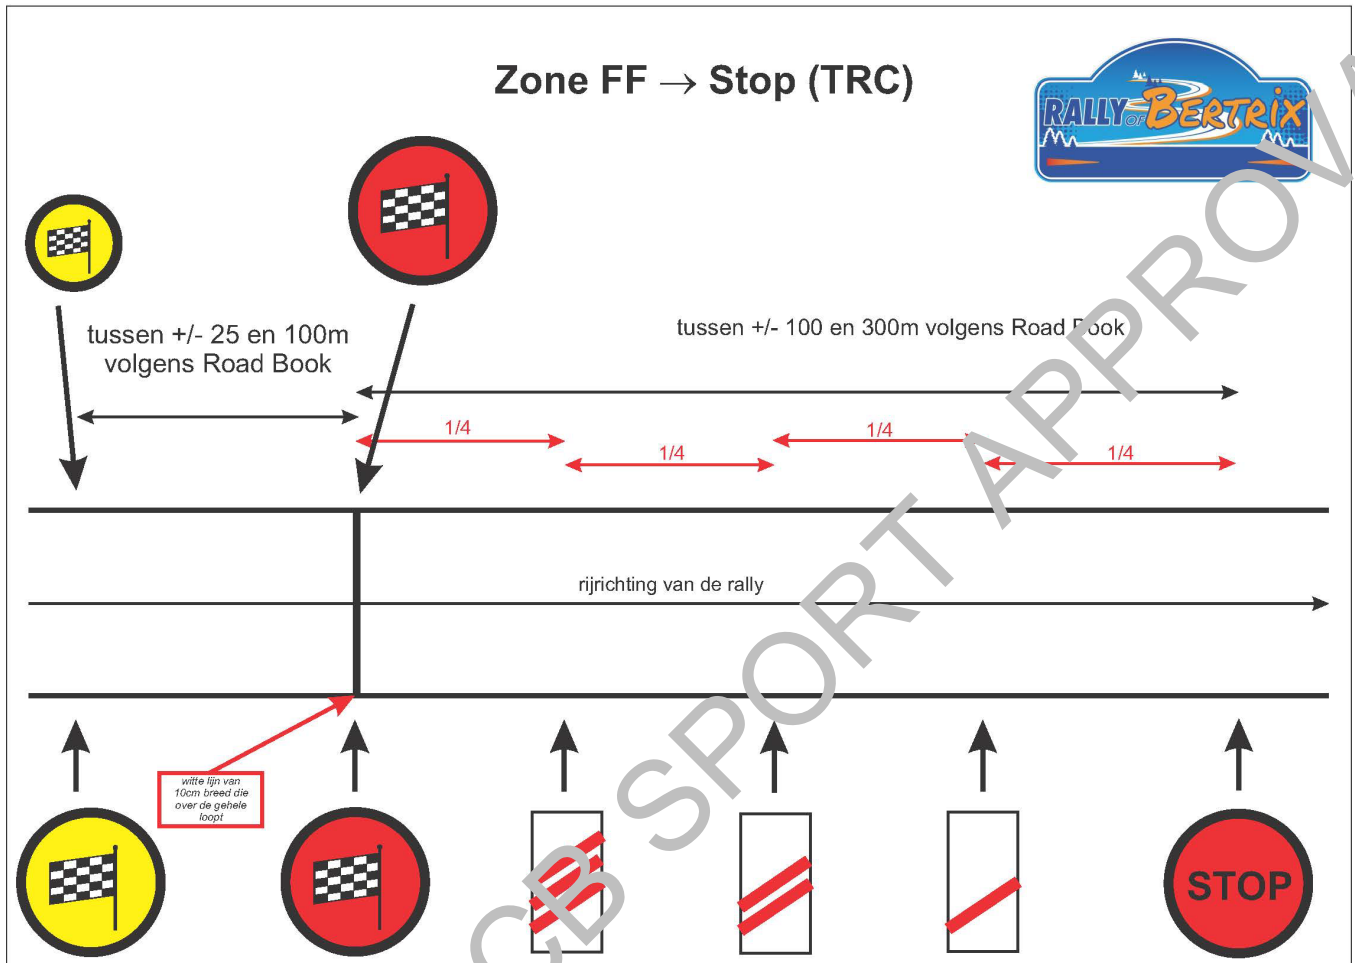 Zone FF → Stop (TRC)
RALLY OF BERTRIX
tussen +/- 25 en 100m
volgens Road Book
tussen +/- 100 en 300m volgens Road Book
1/4
1/4
1/4
1/4
rijrichting van de rally
witte lijn van
10cm breed die
over de gehele
loopt
STOP
CB SPORT APPROV